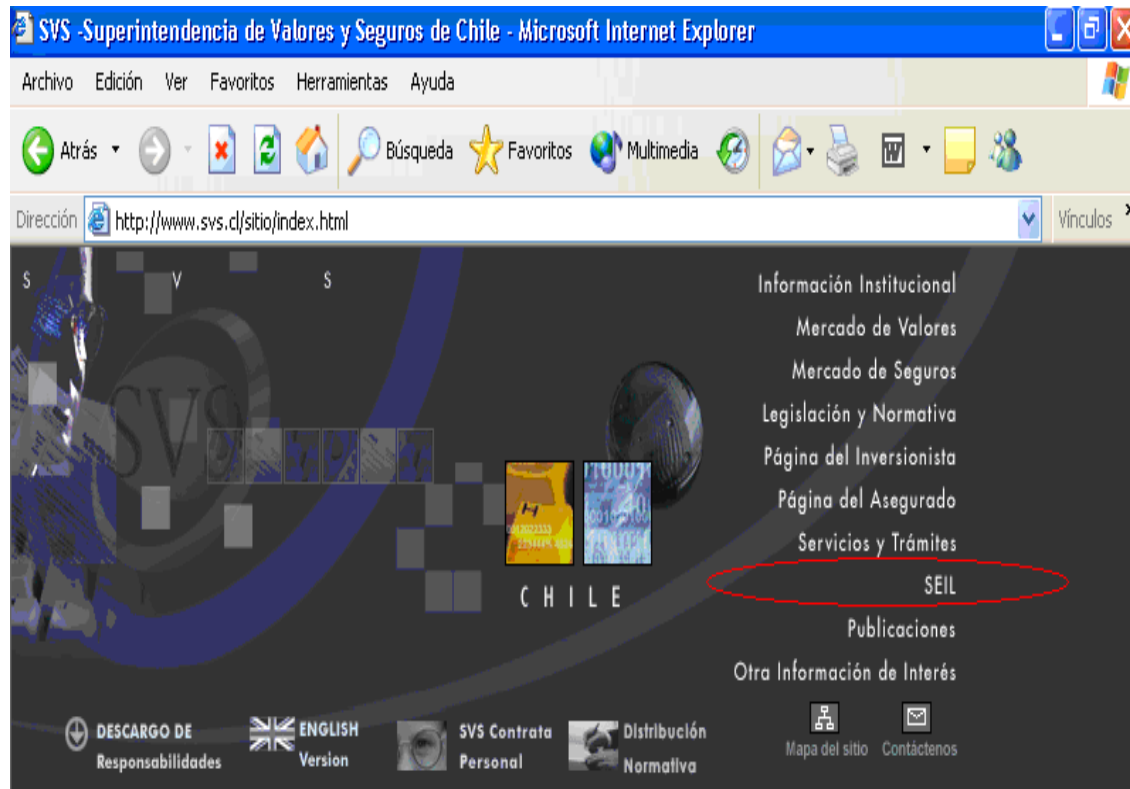 SVS -Superintendencia de Valores y Seguros de Chile - Microsoft Internet Explorer
Archivo Edición Ver Favoritos Herramientas Ayuda
Atrás Búsqueda Favoritos Multimedia W
Dirección http://www.svs.cl/sitio/index.html Vínculos »
S V S
SVS
CHILE
Información Institucional
Mercado de Valores
Mercado de Seguros
Legislación y Normativa
Página del Inversionista
Página del Asegurado
Servicios y Trámites
SEIL
Publicaciones
Otra Información de Interés
Mapa del sitio Contáctenos
DESCARGO DE
Responsabilidades
ENGLISH
Version
SVS Contrata
Personal
Distribución
Normativa